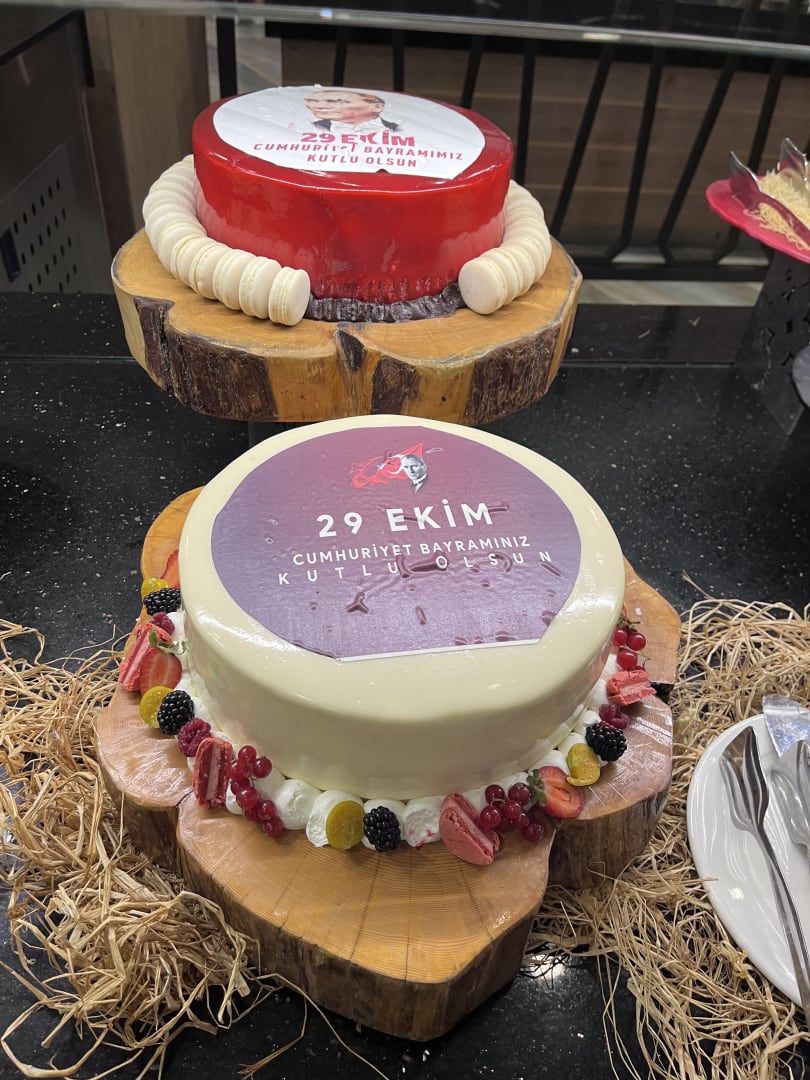 29 EKİM
CUMHURİYET BAYRAMIMIZ
KUTLU OLSUN
29 EKİM
CUMHURİYET BAYRAMINIZ
KUTLU OLSUN